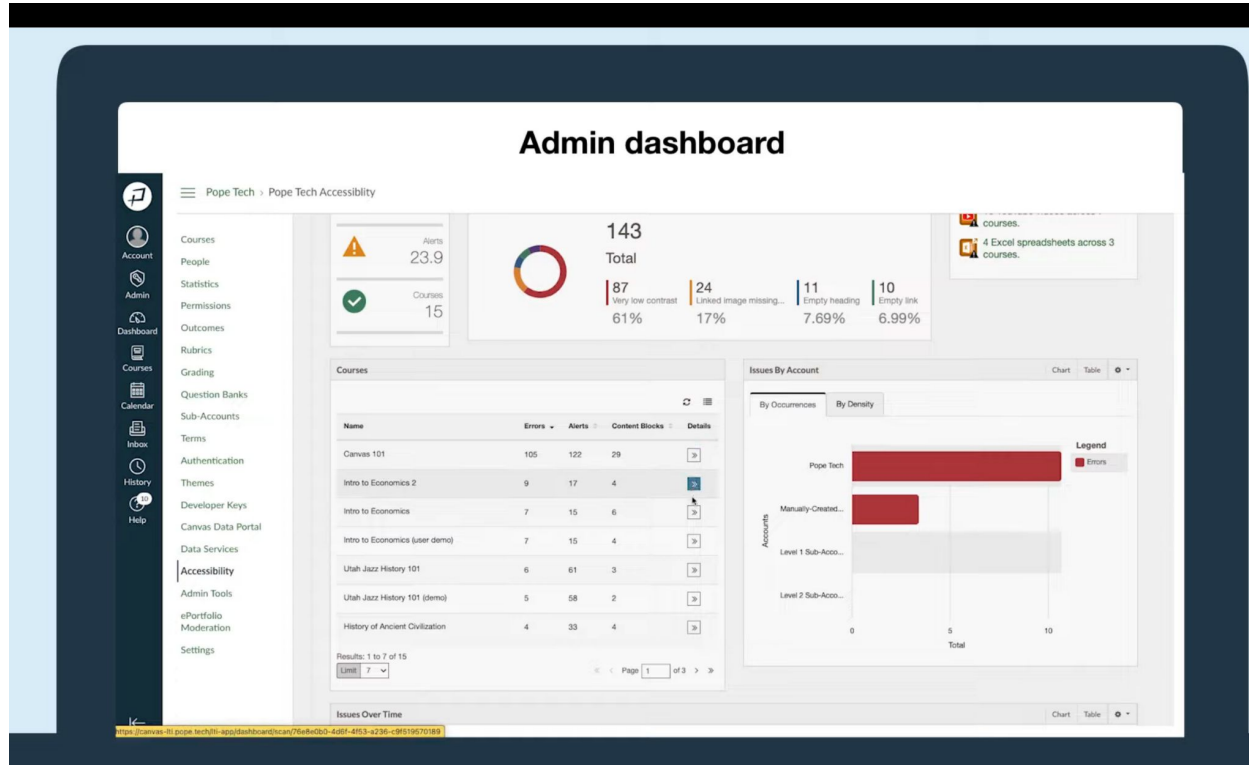 Admin dashboard
Pope Tech › Pope Tech Accessiblity
Account
Admin
Dashboard
Courses
Calendar
Inbox
History
10
Help
Courses
People
Statistics
Permissions
Outcomes
Rubrics
Grading
Question Banks
Sub-Accounts
Terms
Authentication
Themes
Developer Keys
Canvas Data Portal
Data Services
Accessibility
Admin Tools
ePortfolio
Moderation
Settings
Alerts
23.9
Courses
15
143
Total
87
Very low contrast
61%
24
Linked image missing...
17%
11
Empty heading
7.69%
10
Empty link
6.99%
courses.
4 Excel spreadsheets across 3
courses.
Courses
Name Errors Alerts Content Blocks Details
Canvas 101 105 122 29
Intro to Economics 2 9 17 4
Intro to Economics 7 15 6
Intro to Economics (user demo) 7 15 4
Utah Jazz History 101 6 61 3
Utah Jazz History 101 (demo) 5 58 2
History of Ancient Civilization 4 33 4
Results: 1 to 7 of 15
Limit 7 « ‹ Page 1 of 3 › »
Issues By Account Chart Table
By Occurrences By Density
Legend
Errors
Accounts
Pope Tech
Manually-Created...
Level 1 Sub-Acco...
Level 2 Sub-Acco...
0 5 10
Total
Issues Over Time Chart Table
https://canvas-lti.pope.tech/lti-app/dashboard/scan/76e8e0b0-4d6f-4f53-a236-c9f519570189